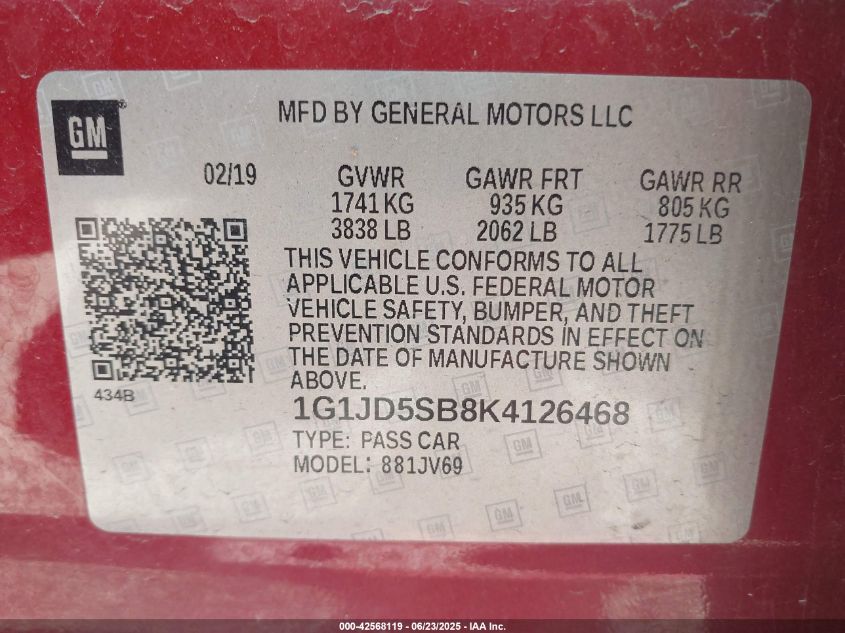 GM
MFD BY GENERAL MOTORS LLC
02/19 GVWR GAWR FRT GAWR RR
1741 KG 935 KG 805 KG
3838 LB 2062 LB 1775 LB
THIS VEHICLE CONFORMS TO ALL
APPLICABLE U.S. FEDERAL MOTOR
VEHICLE SAFETY, BUMPER, AND THEFT
PREVENTION STANDARDS IN EFFECT ON
THE DATE OF MANUFACTURE SHOWN
ABOVE.
434B
1G1JD5SB8K4126468
TYPE: PASS CAR
MODEL: 881JV69
000-42568119 - 06/23/2025 - IAA Inc.